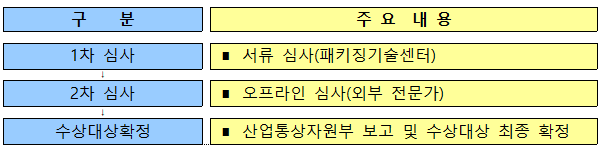 구 분 주 요 내 용
1차 심사 ■ 서류 심사(패키징기술센터)
↓
2차 심사 ■ 오프라인 심사(외부 전문가)
↓
수상대상확정 ■ 산업통상자원부 보고 및 수상대상 최종 확정